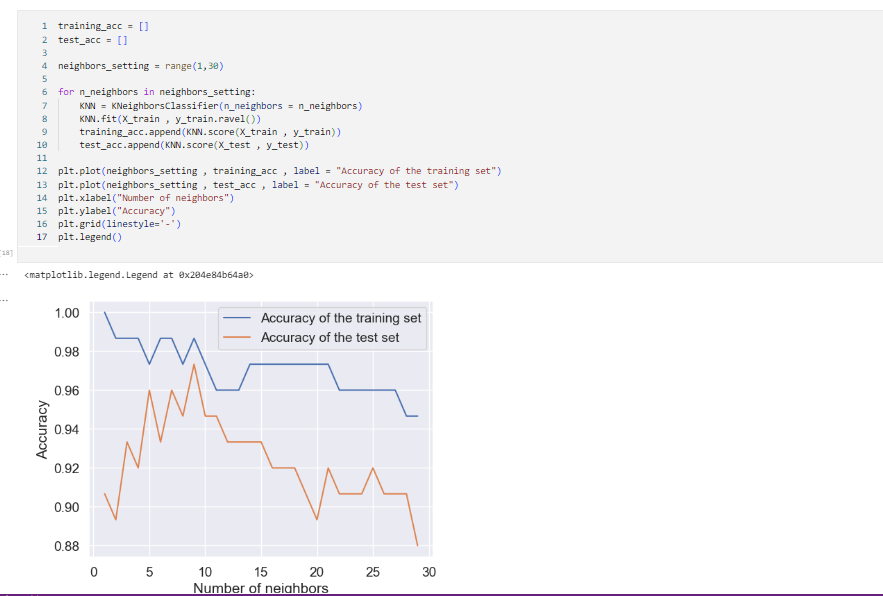 1 training_acc = []
2 test_acc = []
3
4 neighbors_setting = range(1,30)
5
6 for n_neighbors in neighbors_setting:
7 KNN = KNeighborsClassifier(n_neighbors = n_neighbors)
8 KNN.fit(X_train , y_train.ravel())
9 training_acc.append(KNN.score(X_train , y_train))
10 test_acc.append(KNN.score(X_test , y_test))
11
12 plt.plot(neighbors_setting , training_acc , label = "Accuracy of the training set")
13 plt.plot(neighbors_setting , test_acc , label = "Accuracy of the test set")
14 plt.xlabel("Number of neighbors")
15 plt.ylabel("Accuracy")
16 plt.grid(linestyle='-')
17 plt.legend()
[18]
... <matplotlib.legend.Legend at 0x204e84b64a0>
...
Accuracy of the training set
Accuracy of the test set
1.00
0.98
0.96
0.94
0.92
0.90
0.88
Accuracy
0 5 10 15 20 25 30
Number of neighbors